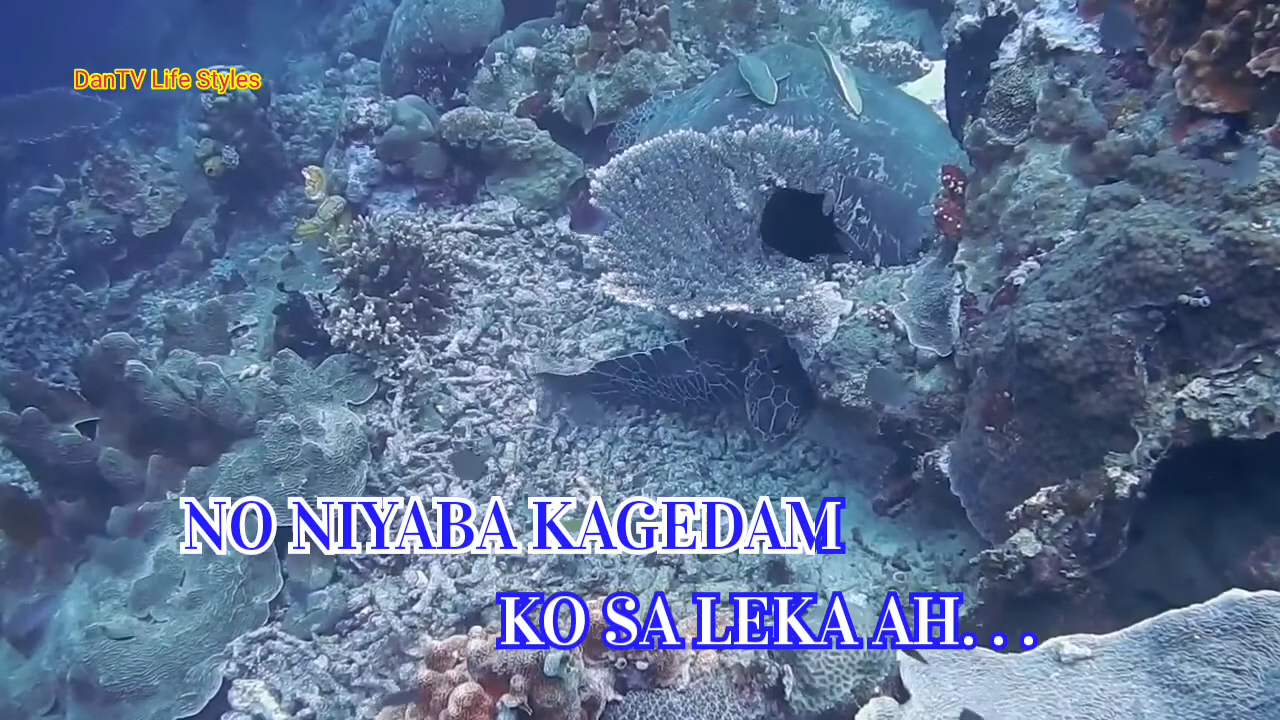 DanTV Life Styles
NO NIYABA KAGEDAM
KO SA LEKA AH. . .